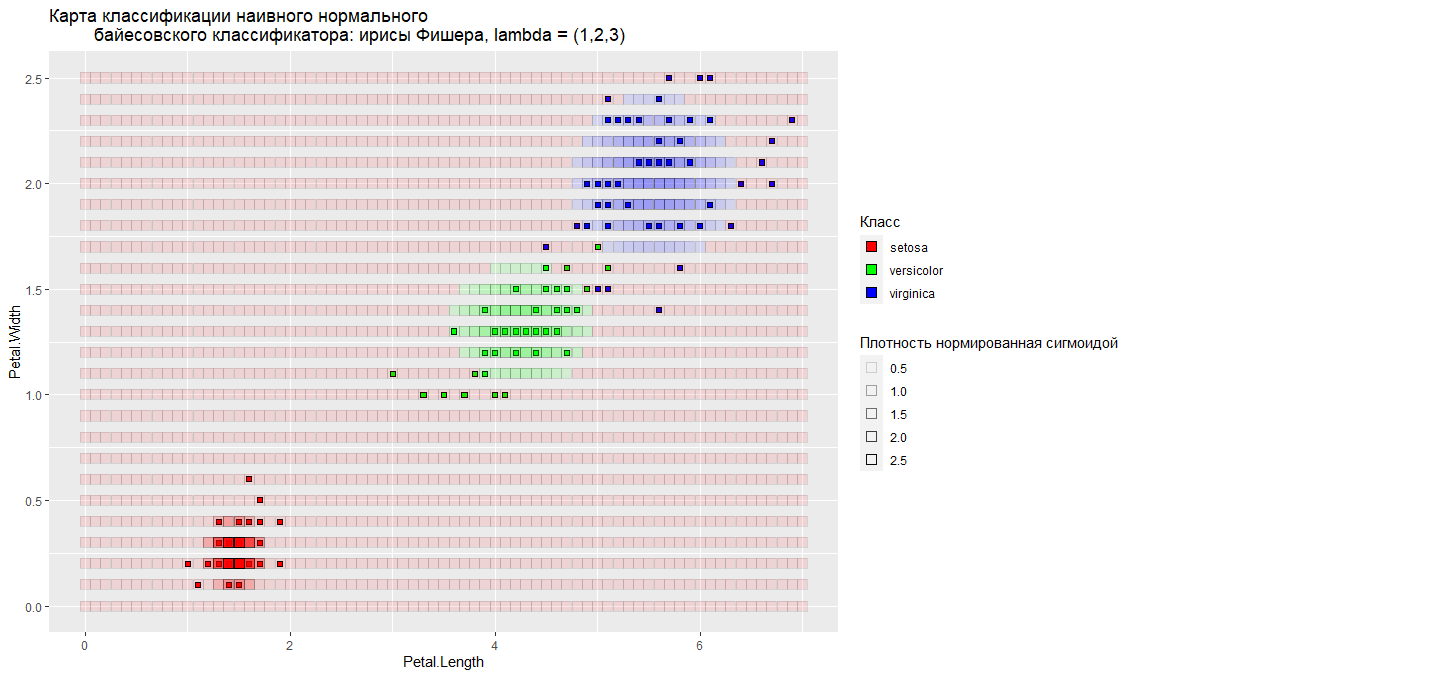 Карта классификации наивного нормального
байесовского классификатора: ирисы Фишера, lambda = (1,2,3)
Petal.Width
2.5
2.0
1.5
1.0
0.5
0.0
0
2
4
6
Petal.Length
Класс
setosa
versicolor
virginica
Плотность нормированная сигмоидой
0.5
1.0
1.5
2.0
2.5